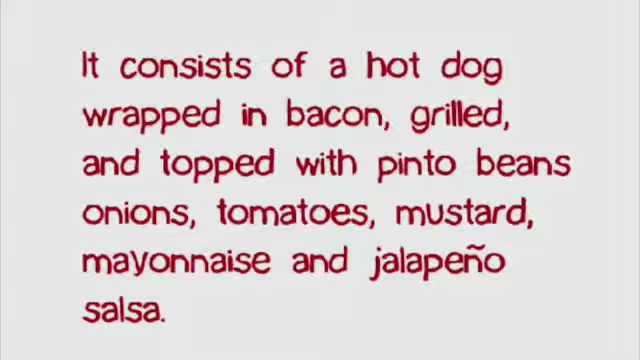 It consists of a hot dog
wrapped in bacon, grilled,
and topped with pinto beans
onions, tomatoes, mustard,
mayonnaise and jalapeño
salsa.